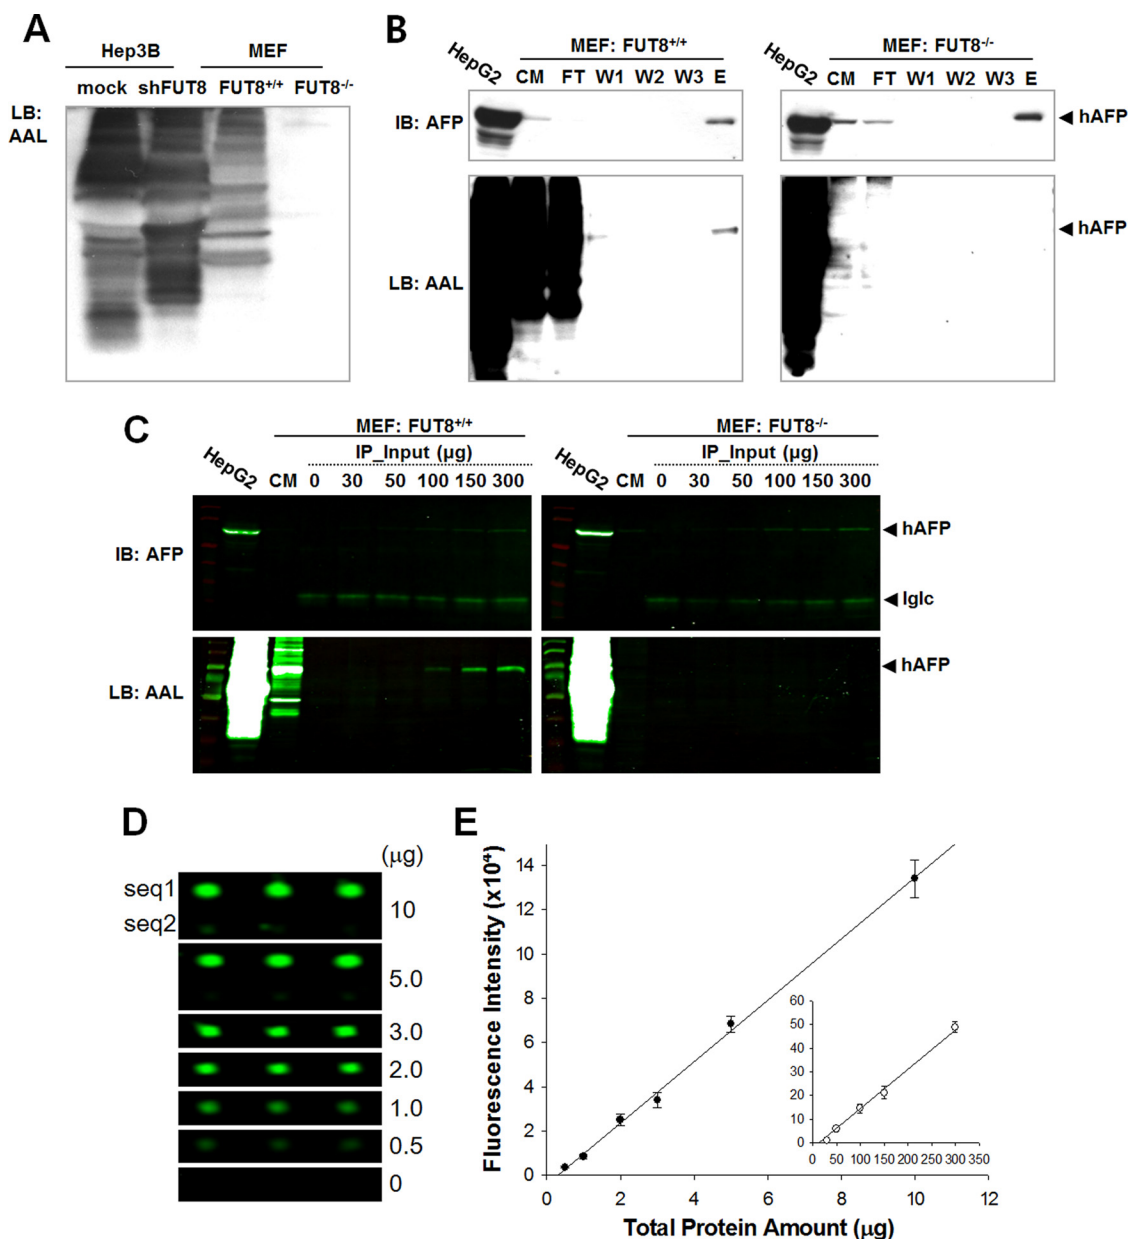 A
Hep3B MEF
mock shFUT8 FUT8+/+ FUT8-/-
LB:
AAL
B
HepG2
MEF: FUT8+/+
CM FT W1 W2 W3 E
HepG2
MEF: FUT8-/-
CM FT W1 W2 W3 E
IB: AFP
hAFP
LB: AAL
hAFP
C
HepG2
MEF: FUT8+/+
IP_Input (µg)
CM 0 30 50 100 150 300
HepG2
MEF: FUT8-/-
IP_Input (µg)
CM 0 30 50 100 150 300
IB: AFP
hAFP
Iglc
LB: AAL
hAFP
D
(µg)
seq1
seq2
10
5.0
3.0
2.0
1.0
0.5
0
E
Fluorescence Intensity (x10⁴)
14
12
10
8
6
4
2
0
0 2 4 6 8 10 12
Total Protein Amount (µg)
60
50
40
30
20
10
0
0 50 100 150 200 250 300 350